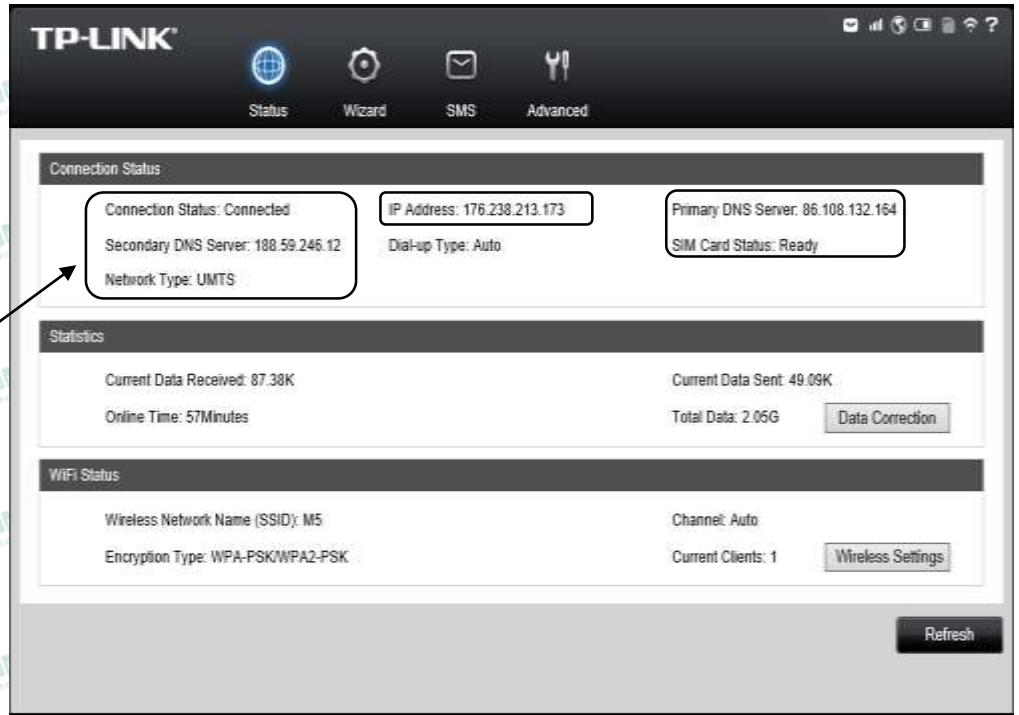 TP-LINK
?
Status Wizard SMS Advanced
Connection Status
Connection Status: Connected IP Address: 176.238.213.173 Primary DNS Server: 86.108.132.164
Secondary DNS Server: 188.59.246.12 Dial-up Type: Auto SIM Card Status: Ready
Network Type: UMTS
Statistics
Current Data Received: 87.38K Current Data Sent: 49.09K
Online Time: 57Minutes Total Data: 2.05G Data Correction
WiFi Status
Wireless Network Name (SSID): M5 Channel: Auto
Encryption Type: WPA-PSK/WPA2-PSK Current Clients: 1 Wireless Settings
Refresh